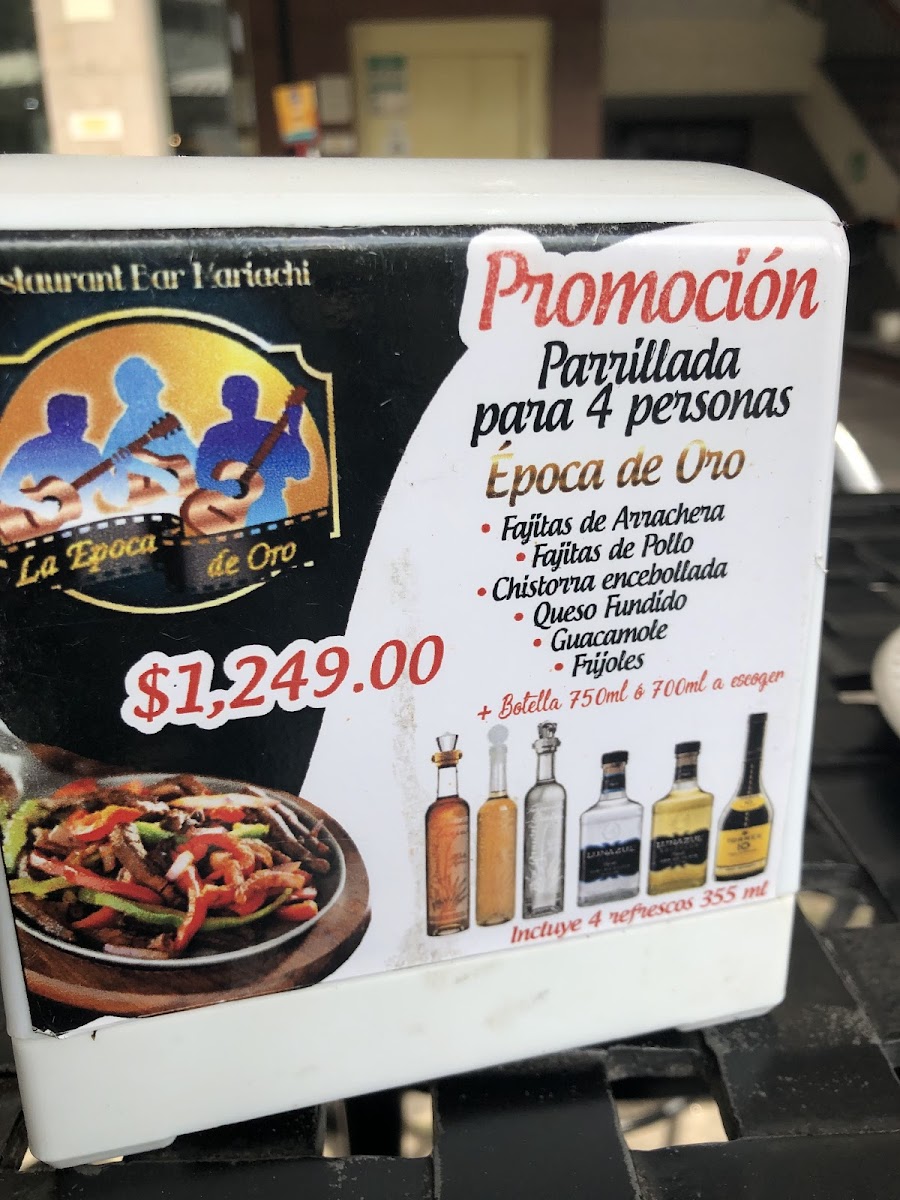 staurant Bar Mariachi
La Epoca de Oro
$1,249.00
Promoción
Parrillada
para 4 personas
Época de Oro
• Fajitas de Arrachera
• Fajitas de Pollo
• Chistorra encebollada
• Queso Fundido
• Guacamole
• Frijoles
+ Botella 750ml ó 700ml a escoger
LUNAZUL
LUNAZUL
Incluye 4 refrescos 355 ml